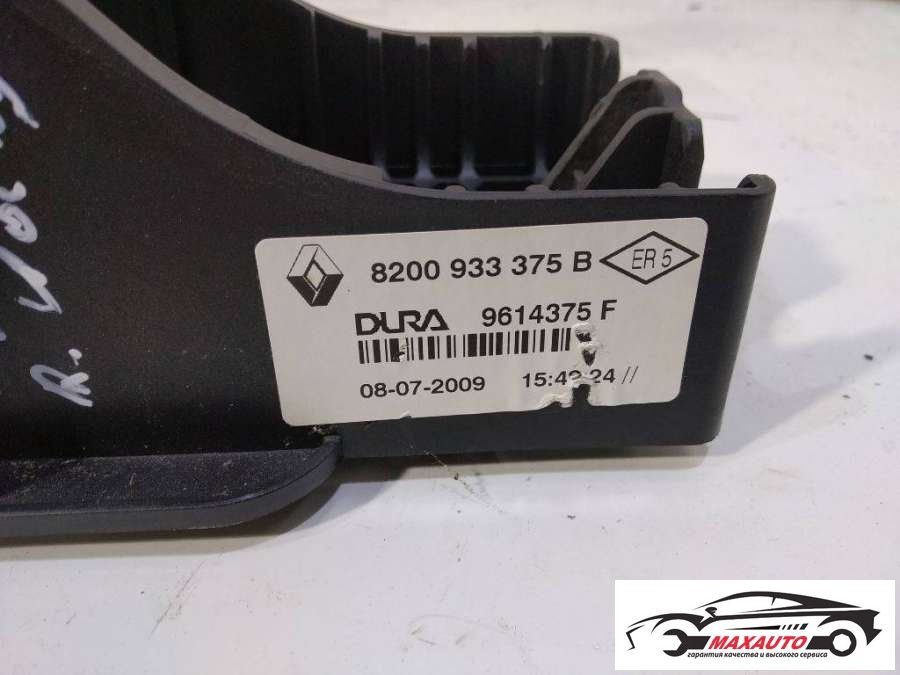 8200 933 375 B
ER 5
DURA 9614375 F
08-07-2009 15:42:24 //
R.
MAXAUTO
гарантия качества и высокого сервиса